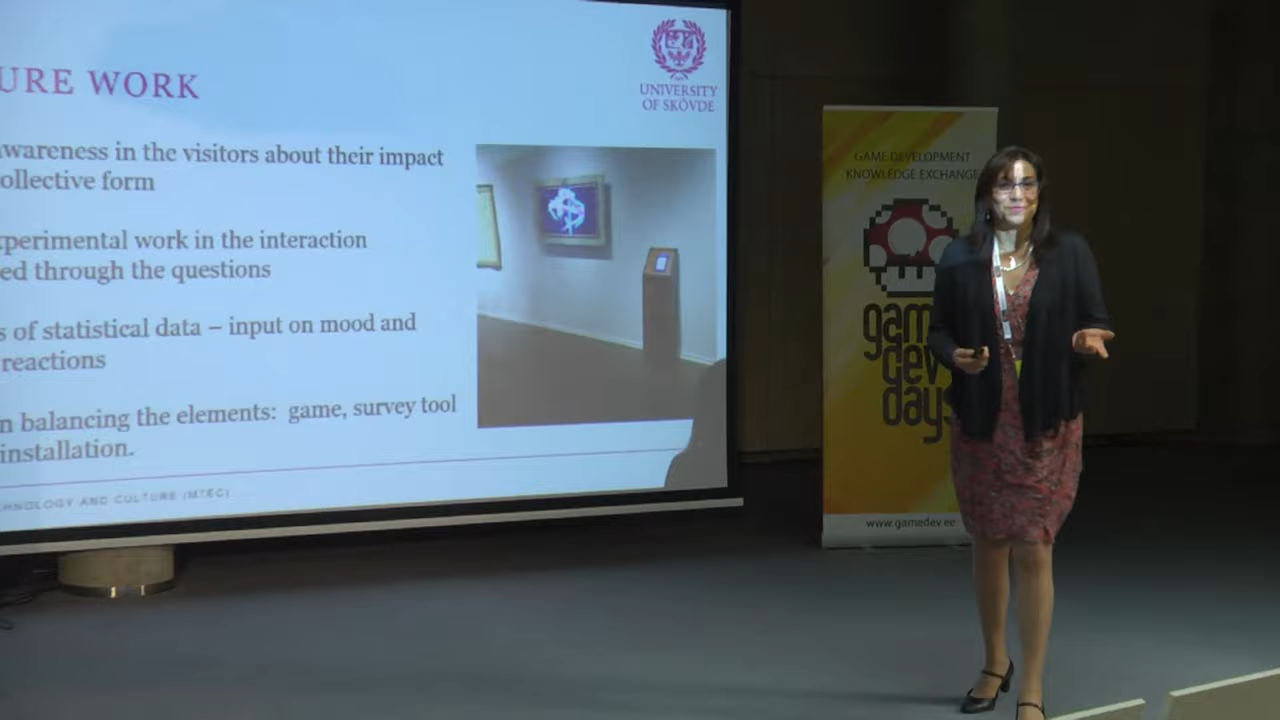 URE WORK
UNIVERSITY
OF SKÖVDE
awareness in the visitors about their impact
ollective form
xperimental work in the interaction
ed through the questions
s of statistical data – input on mood and
reactions
n balancing the elements: game, survey tool
installation.
CHNOLOGY AND CULTURE (MTEC)
GAME DEVELOPMENT
KNOWLEDGE EXCHANGE
game
dev
days
www.gamedev.ee